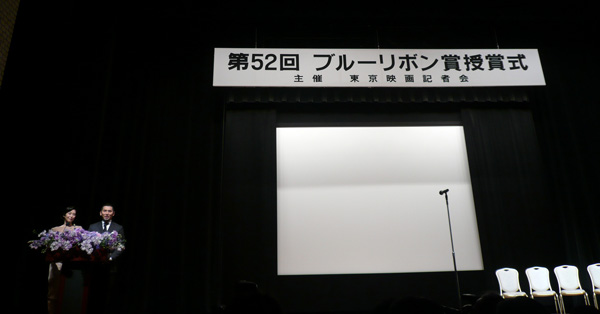 第52回 ブルーリボン賞授賞式
主催 東京映画記者会